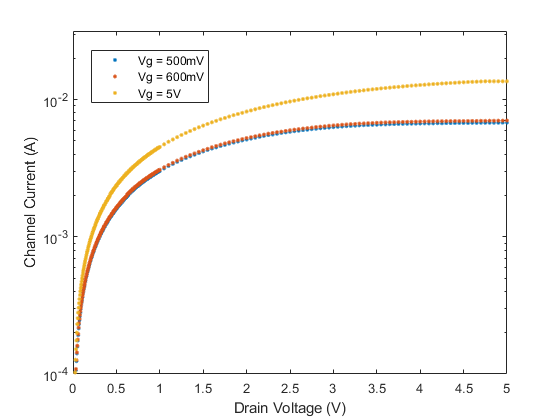 Vg = 500mV
Vg = 600mV
Vg = 5V
10^-2
10^-3
10^-4
Channel Current (A)
0 0.5 1 1.5 2 2.5 3 3.5 4 4.5 5
Drain Voltage (V)